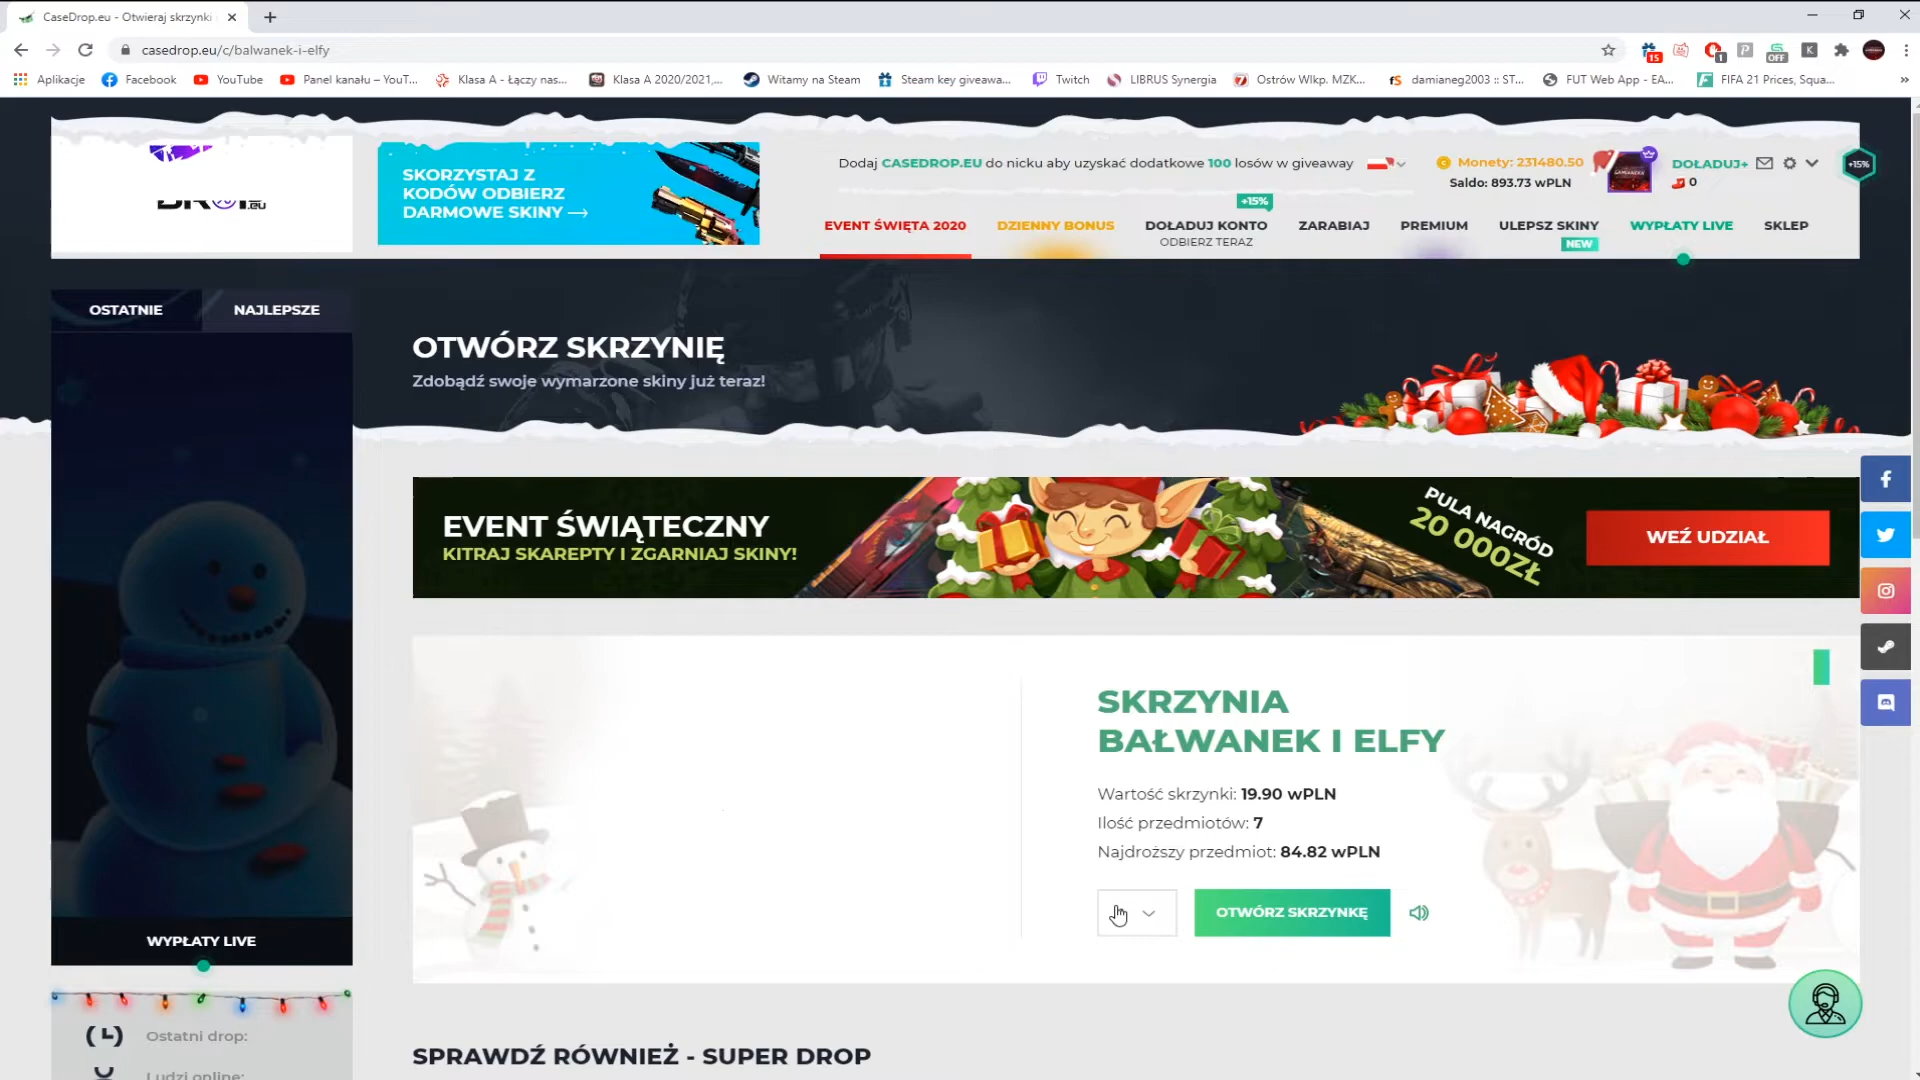 CaseDrop.eu - Otwieraj skrzynki
casedrop.eu/c/balwanek-i-elfy
15
1
OFF
Aplikacje
Facebook
YouTube
Panel kanału – YouT...
Klasa A - Łączy nas...
Klasa A 2020/2021,...
Witamy na Steam
Steam key giveawa...
Twitch
LIBRUS Synergia
Ostrów Wlkp. MZK...
damianeg2003 :: ST...
FUT Web App - EA...
FIFA 21 Prices, Squa...
SKORZYSTAJ Z
KODÓW ODBIERZ
DARMOWE SKINY →
Dodaj CASEDROP.EU do nicku aby uzyskać dodatkowe 100 losów w giveaway
Monety: 231480.50
Saldo: 893.73 wPLN
DOŁADUJ+
0
+15%
+15%
EVENT ŚWIĘTA 2020
DZIENNY BONUS
DOŁADUJ KONTO
ODBIERZ TERAZ
ZARABIAJ
PREMIUM
ULEPSZ SKINY
NEW
WYPŁATY LIVE
SKLEP
OSTATNIE
NAJLEPSZE
OTWÓRZ SKRZYNIĘ
Zdobądź swoje wymarzone skiny już teraz!
EVENT ŚWIĄTECZNY
KITRAJ SKAREPTY I ZGARNIAJ SKINY!
PULA NAGRÓD
20 000ZŁ
WEŹ UDZIAŁ
SKRZYNIA
BAŁWANEK I ELFY
Wartość skrzynki: 19.90 wPLN
Ilość przedmiotów: 7
Najdroższy przedmiot: 84.82 wPLN
OTWÓRZ SKRZYNKĘ
WYPŁATY LIVE
Ostatni drop:
Ludzi online:
SPRAWDŹ RÓWNIEŻ - SUPER DROP